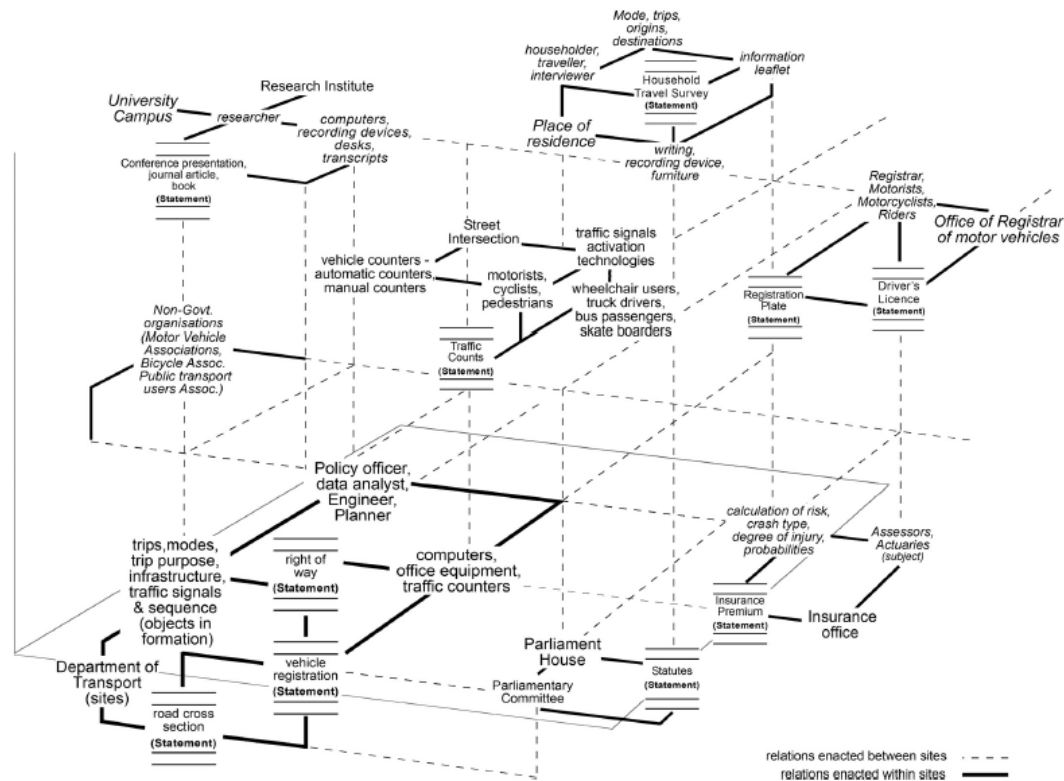 Mode, trips,
origins,
destinations
householder,
traveller,
interviewer
information
leaflet
Household
Travel Survey
(Statement)
Place of
residence
writing,
recording device,
furniture
Research Institute
University
Campus
researcher
computers,
recording devices,
desks,
transcripts
Conference presentation,
journal article,
book
(Statement)
Registrar,
Motorists,
Motorcyclists,
Riders
Office of Registrar
of motor vehicles
Registration
Plate
(Statement)
Driver's
Licence
(Statement)
Street
Intersection
traffic signals
activation
technologies
vehicle counters -
automatic counters,
manual counters
motorists,
cyclists,
pedestrians
wheelchair users,
truck drivers,
bus passengers,
skate boarders
Traffic
Counts
(Statement)
Non-Govt.
organisations
(Motor Vehicle
Associations,
Bicycle Assoc.
Public transport
users Assoc.)
Policy officer,
data analyst,
Engineer,
Planner
trips,modes,
trip purpose,
infrastructure,
traffic signals
& sequence
(objects in
formation)
right of
way
(Statement)
computers,
office equipment,
traffic counters
calculation of risk,
crash type,
degree of injury,
probabilities
Assessors,
Actuaries
(subject)
Insurance
Premium
(Statement)
Insurance
office
Department of
Transport
(sites)
vehicle
registration
(Statement)
road cross
section
(Statement)
Parliament
House
Parliamentary
Committee
Statutes
(Statement)
relations enacted between sites
relations enacted within sites